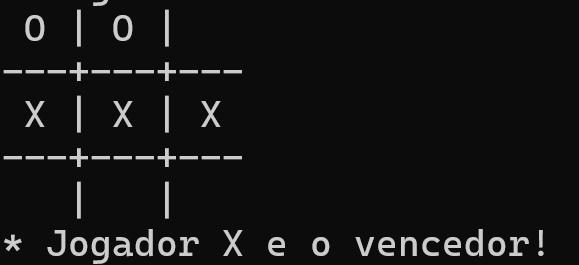 O | O |
---+---+---
X | X | X
---+---+---
| |
* Jogador X e o vencedor!